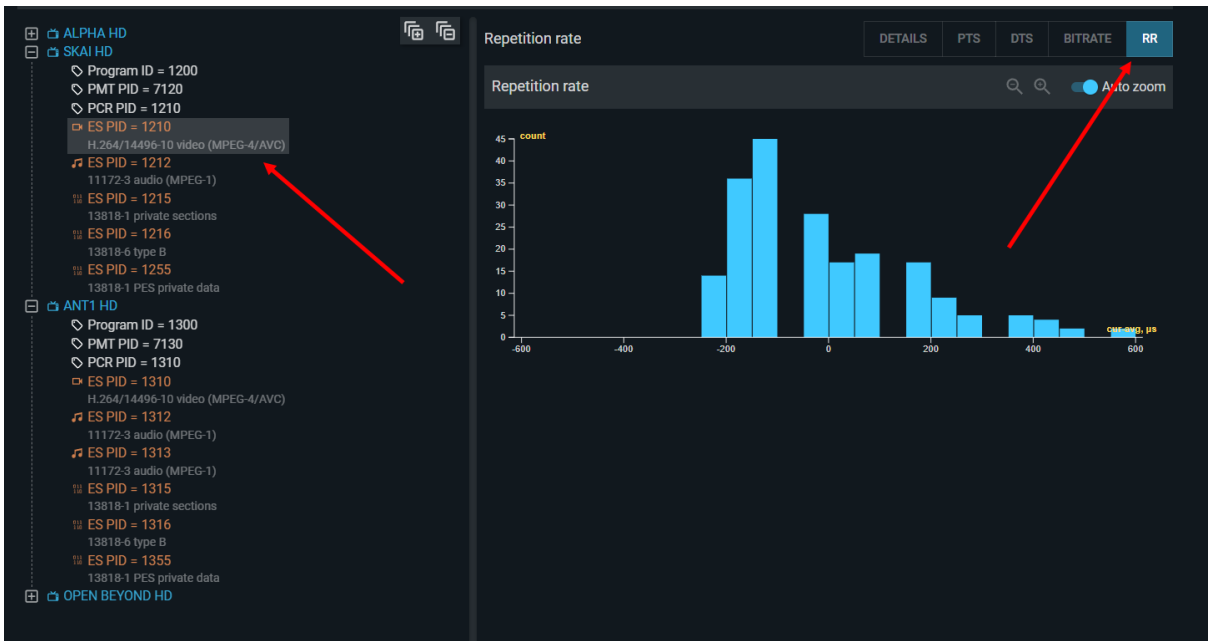 ALPHA HD
SKAI HD
Program ID = 1200
PMT PID = 7120
PCR PID = 1210
ES PID = 1210
H.264/14496-10 video (MPEG-4/AVC)
ES PID = 1212
11172-3 audio (MPEG-1)
ES PID = 1215
13818-1 private sections
ES PID = 1216
13818-6 type B
ES PID = 1255
13818-1 PES private data
ANT1 HD
Program ID = 1300
PMT PID = 7130
PCR PID = 1310
ES PID = 1310
H.264/14496-10 video (MPEG-4/AVC)
ES PID = 1312
11172-3 audio (MPEG-1)
ES PID = 1313
11172-3 audio (MPEG-1)
ES PID = 1315
13818-1 private sections
ES PID = 1316
13818-6 type B
ES PID = 1355
13818-1 PES private data
OPEN BEYOND HD
Repetition rate
DETAILS PTS DTS BITRATE RR
Repetition rate
Auto zoom
count
45
40
35
30
25
20
15
10
5
0
cur-avg, µs
-600 -400 -200 0 200 400 600